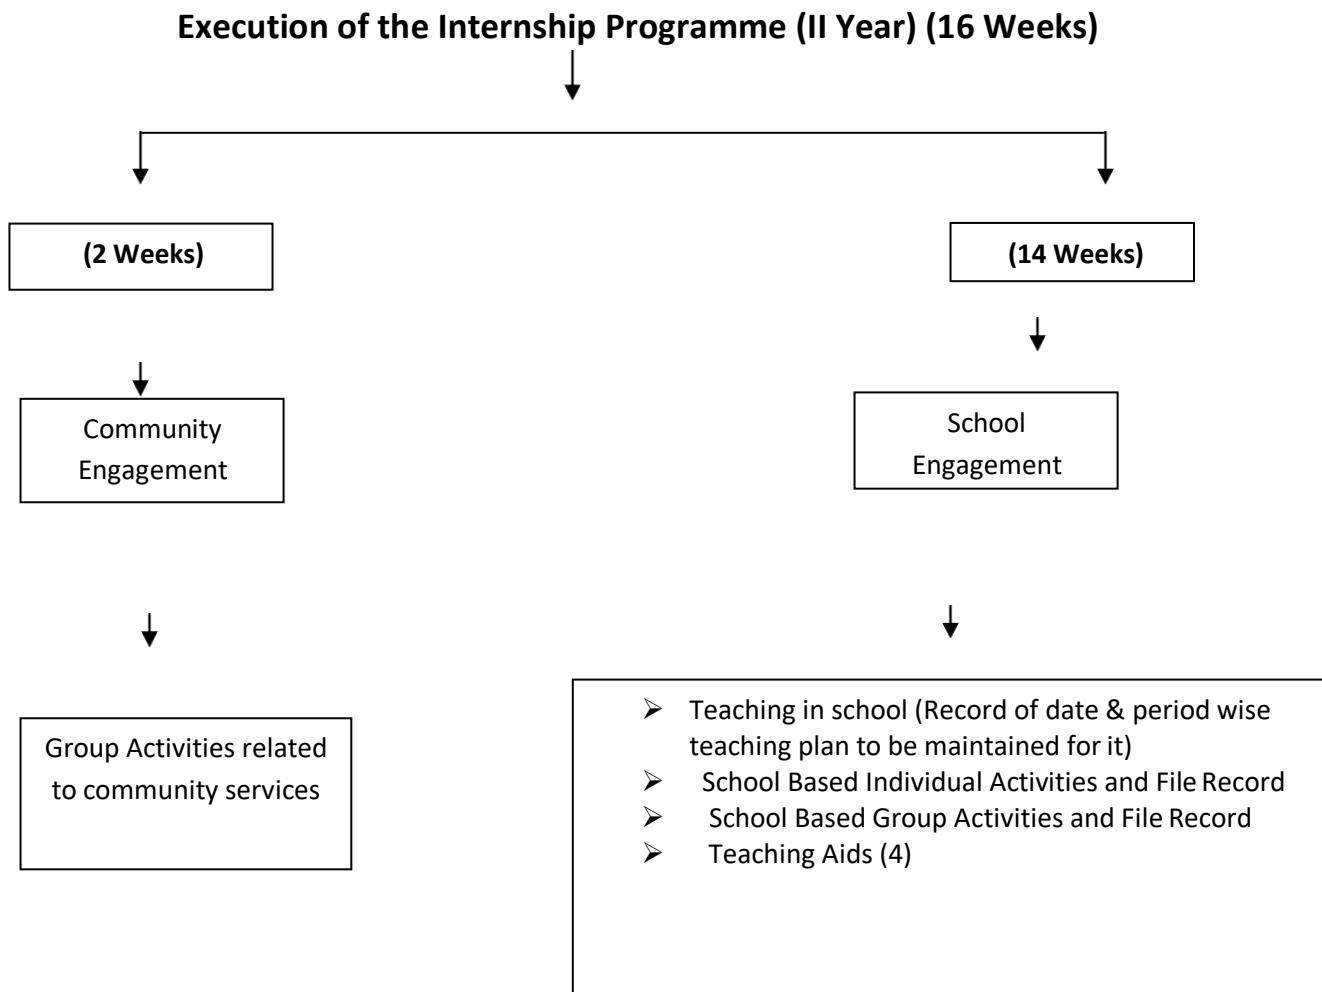 Execution of the Internship Programme (II Year) (16 Weeks)
(2 Weeks)
(14 Weeks)
Community
Engagement
School
Engagement
Group Activities related
to community services
➢ Teaching in school (Record of date & period wise
teaching plan to be maintained for it)
➢ School Based Individual Activities and File Record
➢ School Based Group Activities and File Record
➢ Teaching Aids (4)